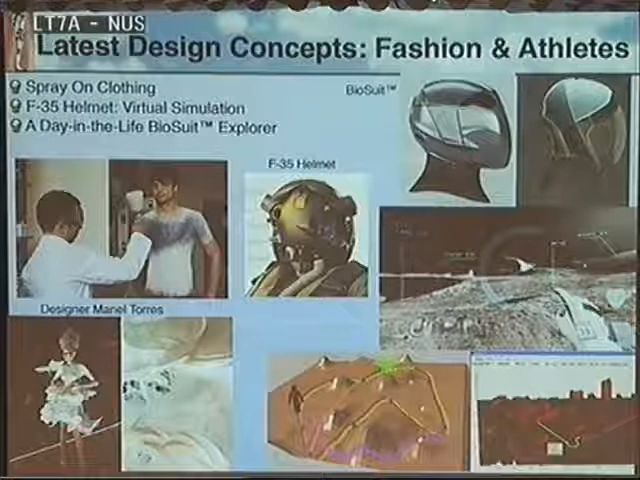 LT7A - NUS
Latest Design Concepts: Fashion & Athletes
Spray On Clothing
F-35 Helmet: Virtual Simulation
A Day-in-the-Life BioSuit™ Explorer
BioSuit™
F-35 Helmet
Designer Manel Torres